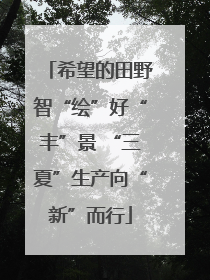 「希望的田野
智“绘”好“
丰”景 “三
夏”生产向“
新”而行」